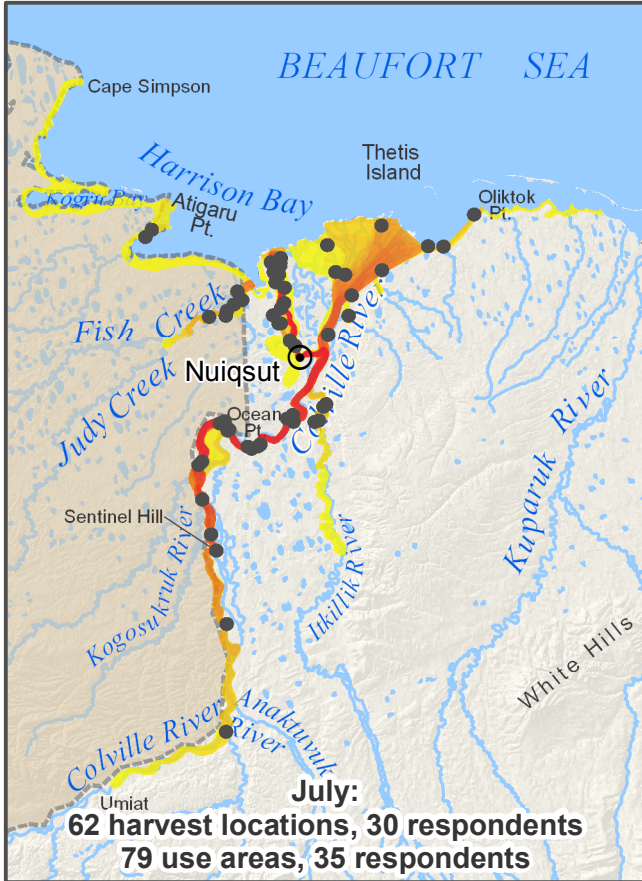 BEAUFORT SEA
Cape Simpson
Harrison Bay
Thetis
Island
Kogru Bay
Atigaru
Pt.
Oliktok
Pt.
Fish Creek
Colville River
Nuiqsut
Judy Creek
Ocean
Pt.
Kuparuk River
Sentinel Hill
Itkillik River
Kogosukruk River
White Hills
Anaktuvuk
River
Colville River
Umiat
July:
62 harvest locations, 30 respondents
79 use areas, 35 respondents